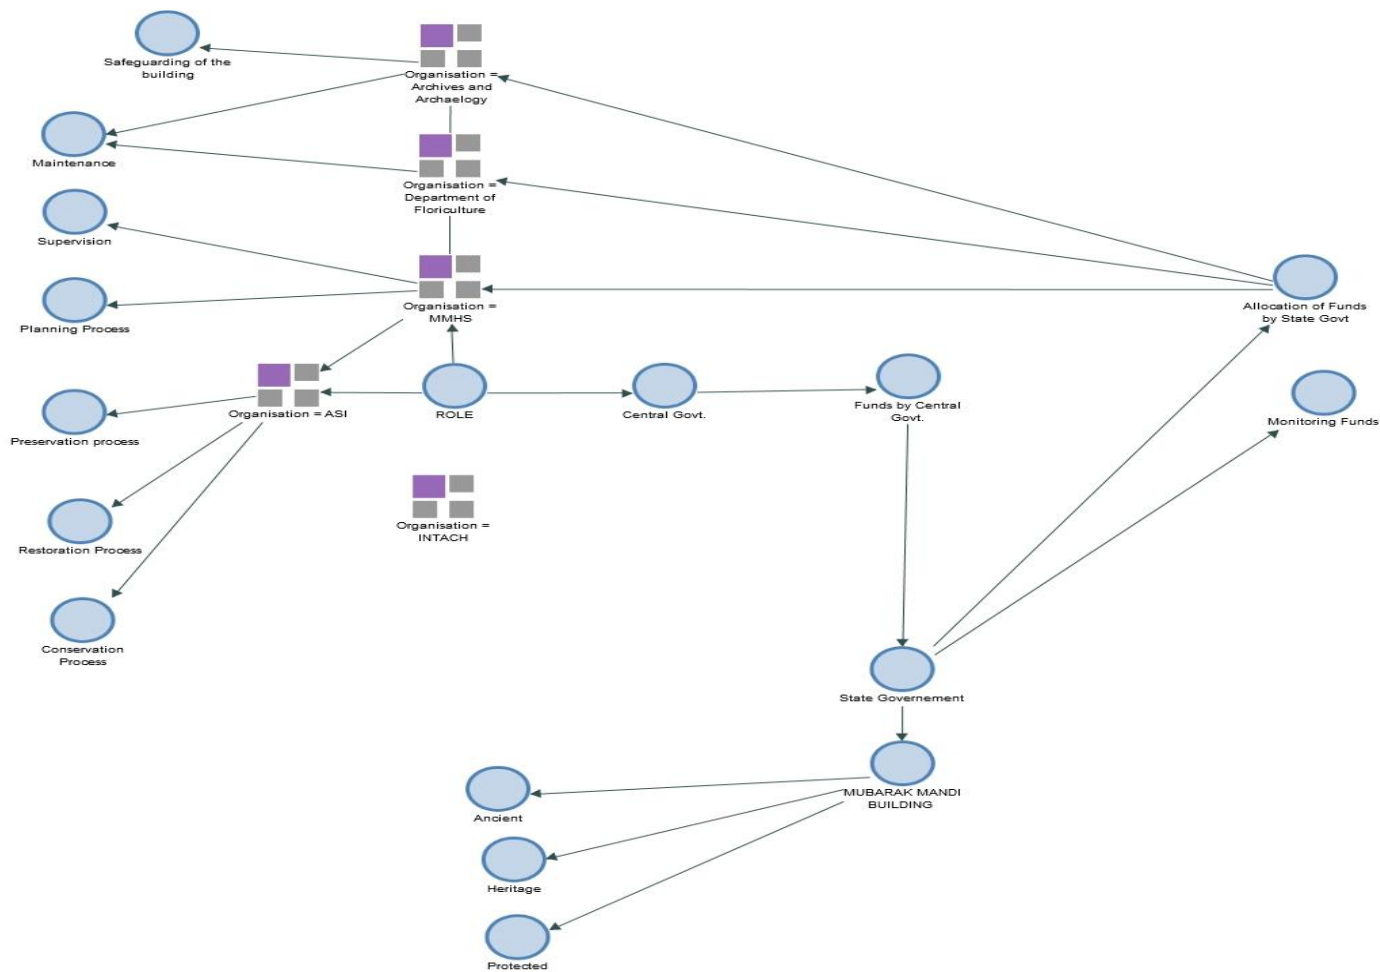 Safeguarding of the
building
Organisation =
Archives and
Archaelogy
Maintenance
Organisation =
Department of
Floriculture
Supervision
Organisation =
MMHS
Planning Process
Allocation of Funds
by State Govt
Organisation = ASI
ROLE
Central Govt.
Funds by Central
Govt.
Monitoring Funds
Preservation process
Organisation =
INTACH
Restoration Process
Conservation
Process
State Governement
MUBARAK MANDI
BUILDING
Ancient
Heritage
Protected